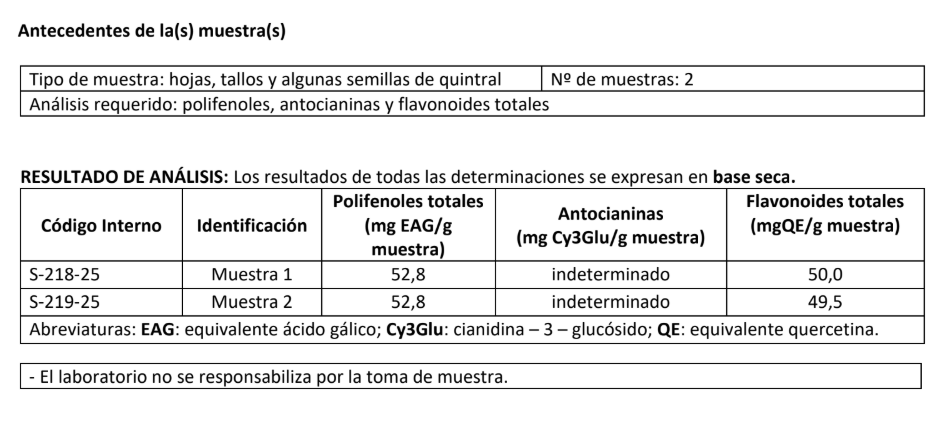 Antecedentes de la(s) muestra(s)
Tipo de muestra: hojas, tallos y algunas semillas de quintral
Nº de muestras: 2
Análisis requerido: polifenoles, antocianinas y flavonoides totales
RESULTADO DE ANÁLISIS: Los resultados de todas las determinaciones se expresan en base seca.
Código Interno
Identificación
Polifenoles totales
(mg EAG/g
muestra)
Antocianinas
(mg Cy3Glu/g muestra)
Flavonoides totales
(mgQE/g muestra)
S-218-25
Muestra 1
52,8
indeterminado
50,0
S-219-25
Muestra 2
52,8
indeterminado
49,5
Abreviaturas: EAG: equivalente ácido gálico; Cy3Glu: cianidina – 3 – glucósido; QE: equivalente quercetina.
- El laboratorio no se responsabiliza por la toma de muestra.